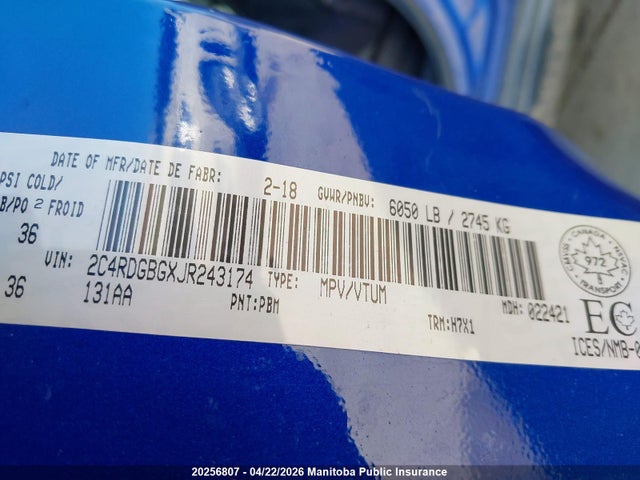 DATE OF MFR/DATE DE FABR: 2-18 GVWR/PNBV: 6050 LB / 2745 KG
PSI COLD/
B/PO 2 FROID
36
VIN: 2C4RDGBGXJR243174 TYPE: MPV/VTUM MDH: 022421
36 131AA PNT:PBM TRM:H7X1
CANADA
972
TRANSPORT
EC
ICES/NMB-0
20256807 - 04/22/2026 Manitoba Public Insurance